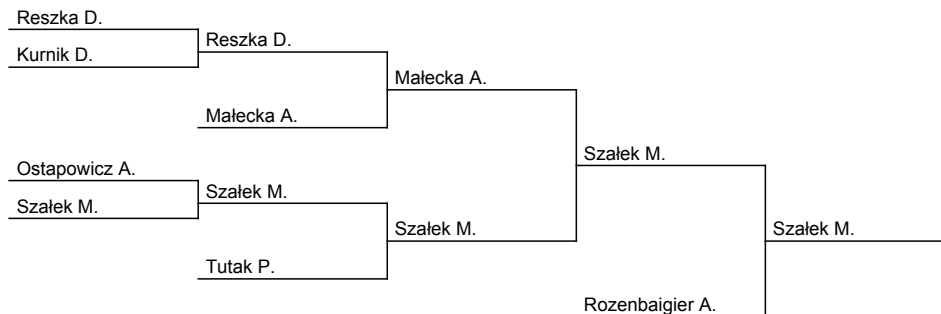 Reszka D.
Reszka D.
Kurnik D.
Małecka A.
Małecka A.
Szałek M.
Ostapowicz A.
Szałek M.
Szałek M.
Szałek M.
Szałek M.
Tutak P.
Rozenbaigier A.